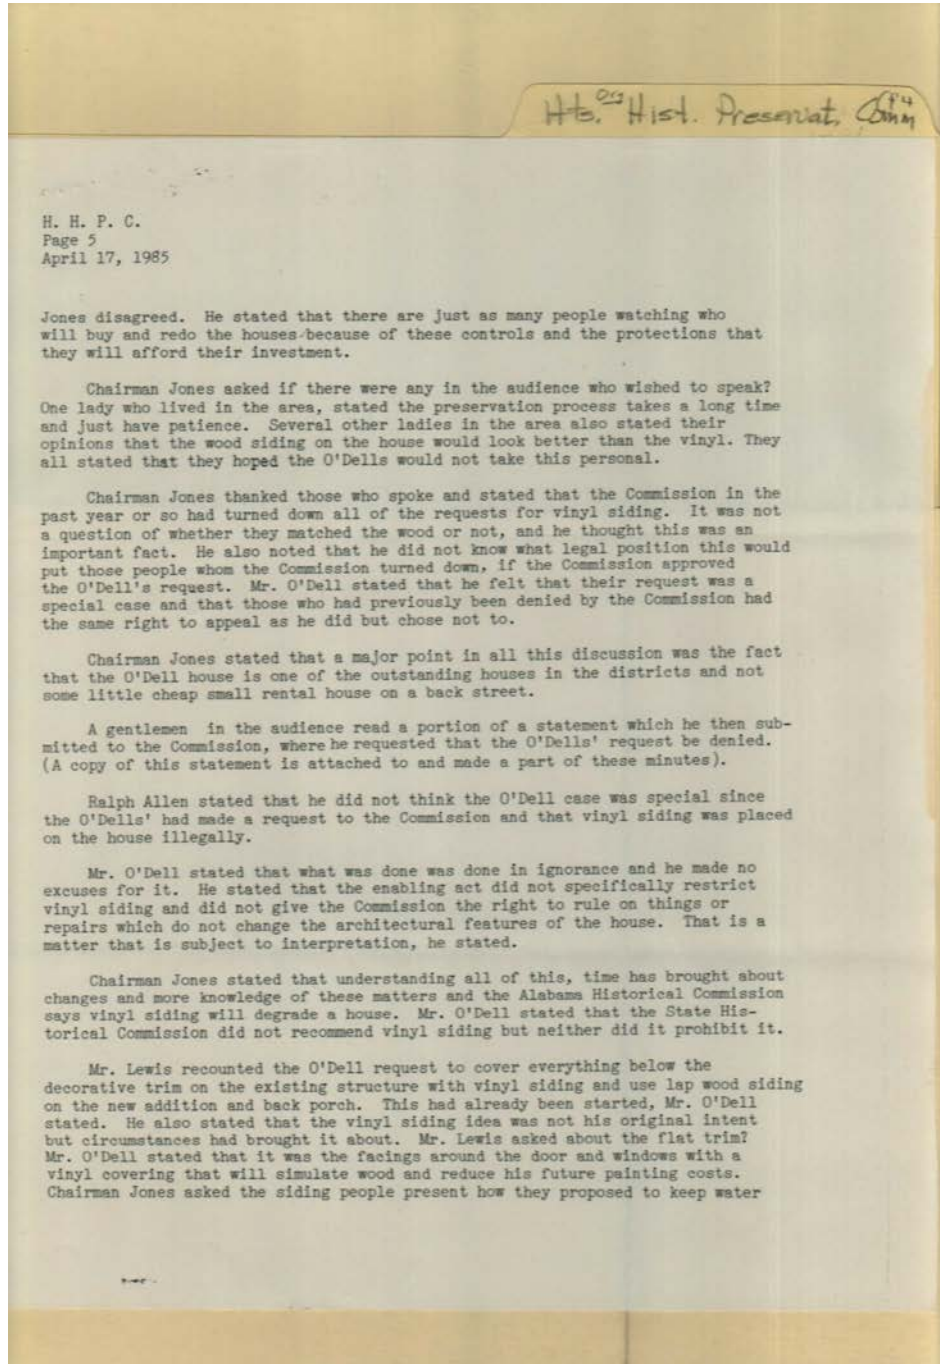 Hts. Org Hist. Preservat. Comm
H. H. P. C.
Page 5
April 17, 1985
Jones disagreed. He stated that there are just as many people watching who
will buy and redo the houses because of these controls and the protections that
they will afford their investment.
Chairman Jones asked if there were any in the audience who wished to speak?
One lady who lived in the area, stated the preservation process takes a long time
and just have patience. Several other ladies in the area also stated their
opinions that the wood siding on the house would look better than the vinyl. They
all stated that they hoped the O'Dells would not take this personal.
Chairman Jones thanked those who spoke and stated that the Commission in the
past year or so had turned down all of the requests for vinyl siding. It was not
a question of whether they matched the wood or not, and he thought this was an
important fact. He also noted that he did not know what legal position this would
put those people whom the Commission turned down, if the Commission approved
the O'Dell's request. Mr. O'Dell stated that he felt that their request was a
special case and that those who had previously been denied by the Commission had
the same right to appeal as he did but chose not to.
Chairman Jones stated that a major point in all this discussion was the fact
that the O'Dell house is one of the outstanding houses in the districts and not
some little cheap small rental house on a back street.
A gentlemen in the audience read a portion of a statement which he then sub-
mitted to the Commission, where he requested that the O'Dells' request be denied.
(A copy of this statement is attached to and made a part of these minutes).
Ralph Allen stated that he did not think the O'Dell case was special since
the O'Dells' had made a request to the Commission and that vinyl siding was placed
on the house illegally.
Mr. O'Dell stated that what was done was done in ignorance and he made no
excuses for it. He stated that the enabling act did not specifically restrict
vinyl siding and did not give the Commission the right to rule on things or
repairs which do not change the architectural features of the house. That is a
matter that is subject to interpretation, he stated.
Chairman Jones stated that understanding all of this, time has brought about
changes and more knowledge of these matters and the Alabama Historical Commission
says vinyl siding will degrade a house. Mr. O'Dell stated that the State His-
torical Commission did not recommend vinyl siding but neither did it prohibit it.
Mr. Lewis recounted the O'Dell request to cover everything below the
decorative trim on the existing structure with vinyl siding and use lap wood siding
on the new addition and back porch. This had already been started, Mr. O'Dell
stated. He also stated that the vinyl siding idea was not his original intent
but circumstances had brought it about. Mr. Lewis asked about the flat trim?
Mr. O'Dell stated that it was the facings around the door and windows with a
vinyl covering that will simulate wood and reduce his future painting costs.
Chairman Jones asked the siding people present how they proposed to keep water